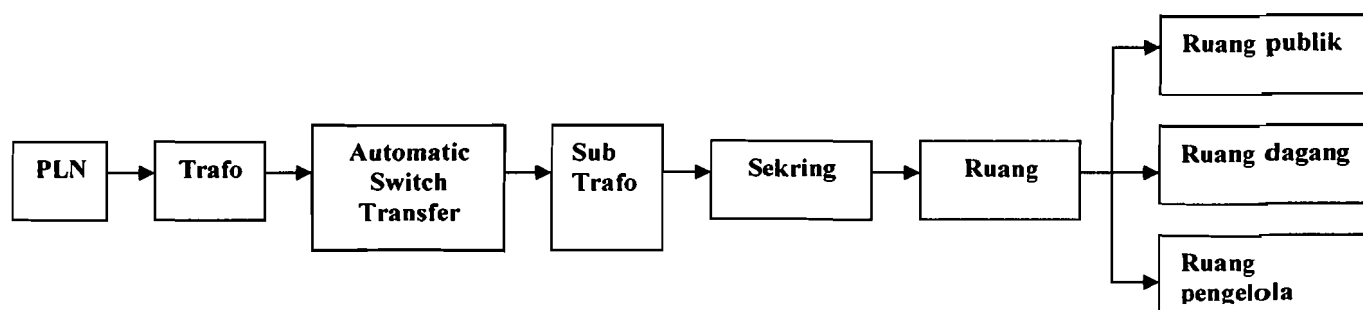 PLN
Trafo
Automatic
Switch
Transfer
Sub
Trafo
Sekring
Ruang
Ruang publik
Ruang dagang
Ruang
pengelola